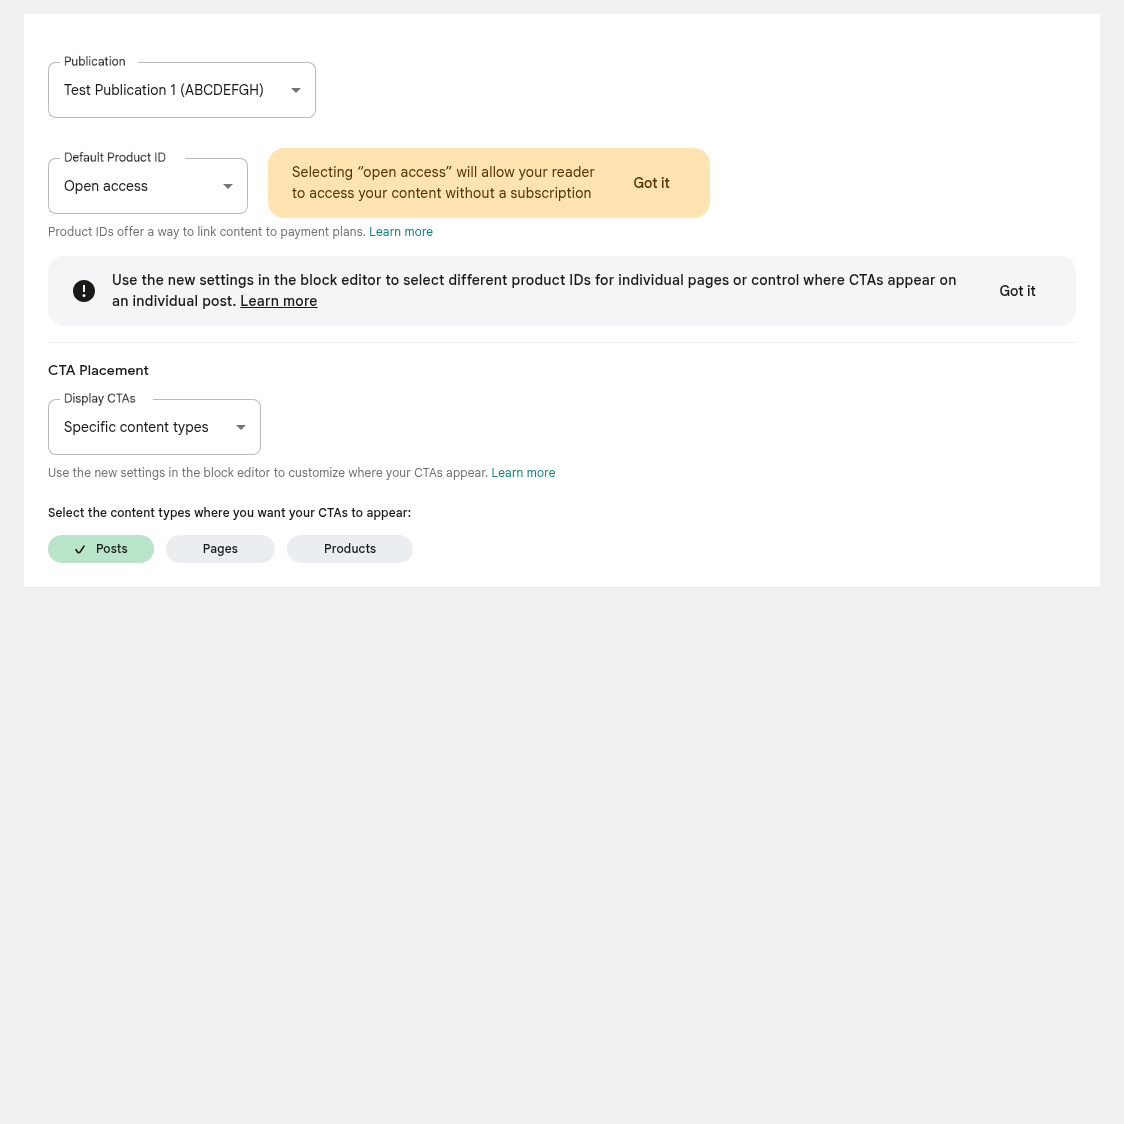 Publication
Test Publication 1 (ABCDEFGH)
Default Product ID
Open access
Selecting “open access” will allow your reader
to access your content without a subscription
Got it
Product IDs offer a way to link content to payment plans. Learn more
Use the new settings in the block editor to select different product IDs for individual pages or control where CTAs appear on
an individual post. Learn more
Got it
CTA Placement
Display CTAs
Specific content types
Use the new settings in the block editor to customize where your CTAs appear. Learn more
Select the content types where you want your CTAs to appear:
Posts
Pages
Products